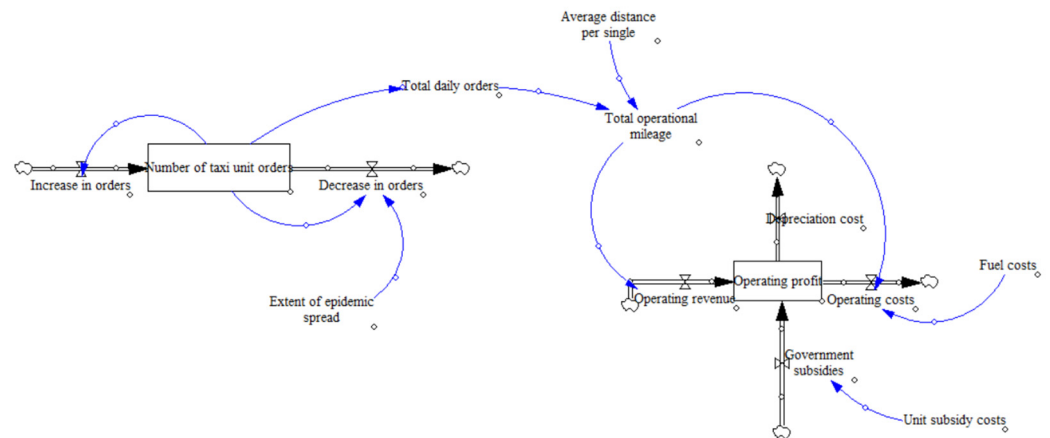 Average distance
per single
Total daily orders
Total operational
mileage
Number of taxi unit orders
Increase in orders
Decrease in orders
Depreciation cost
Fuel costs
Operating profit
Operating revenue
Operating costs
Extent of epidemic
spread
Government
subsidies
Unit subsidy costs